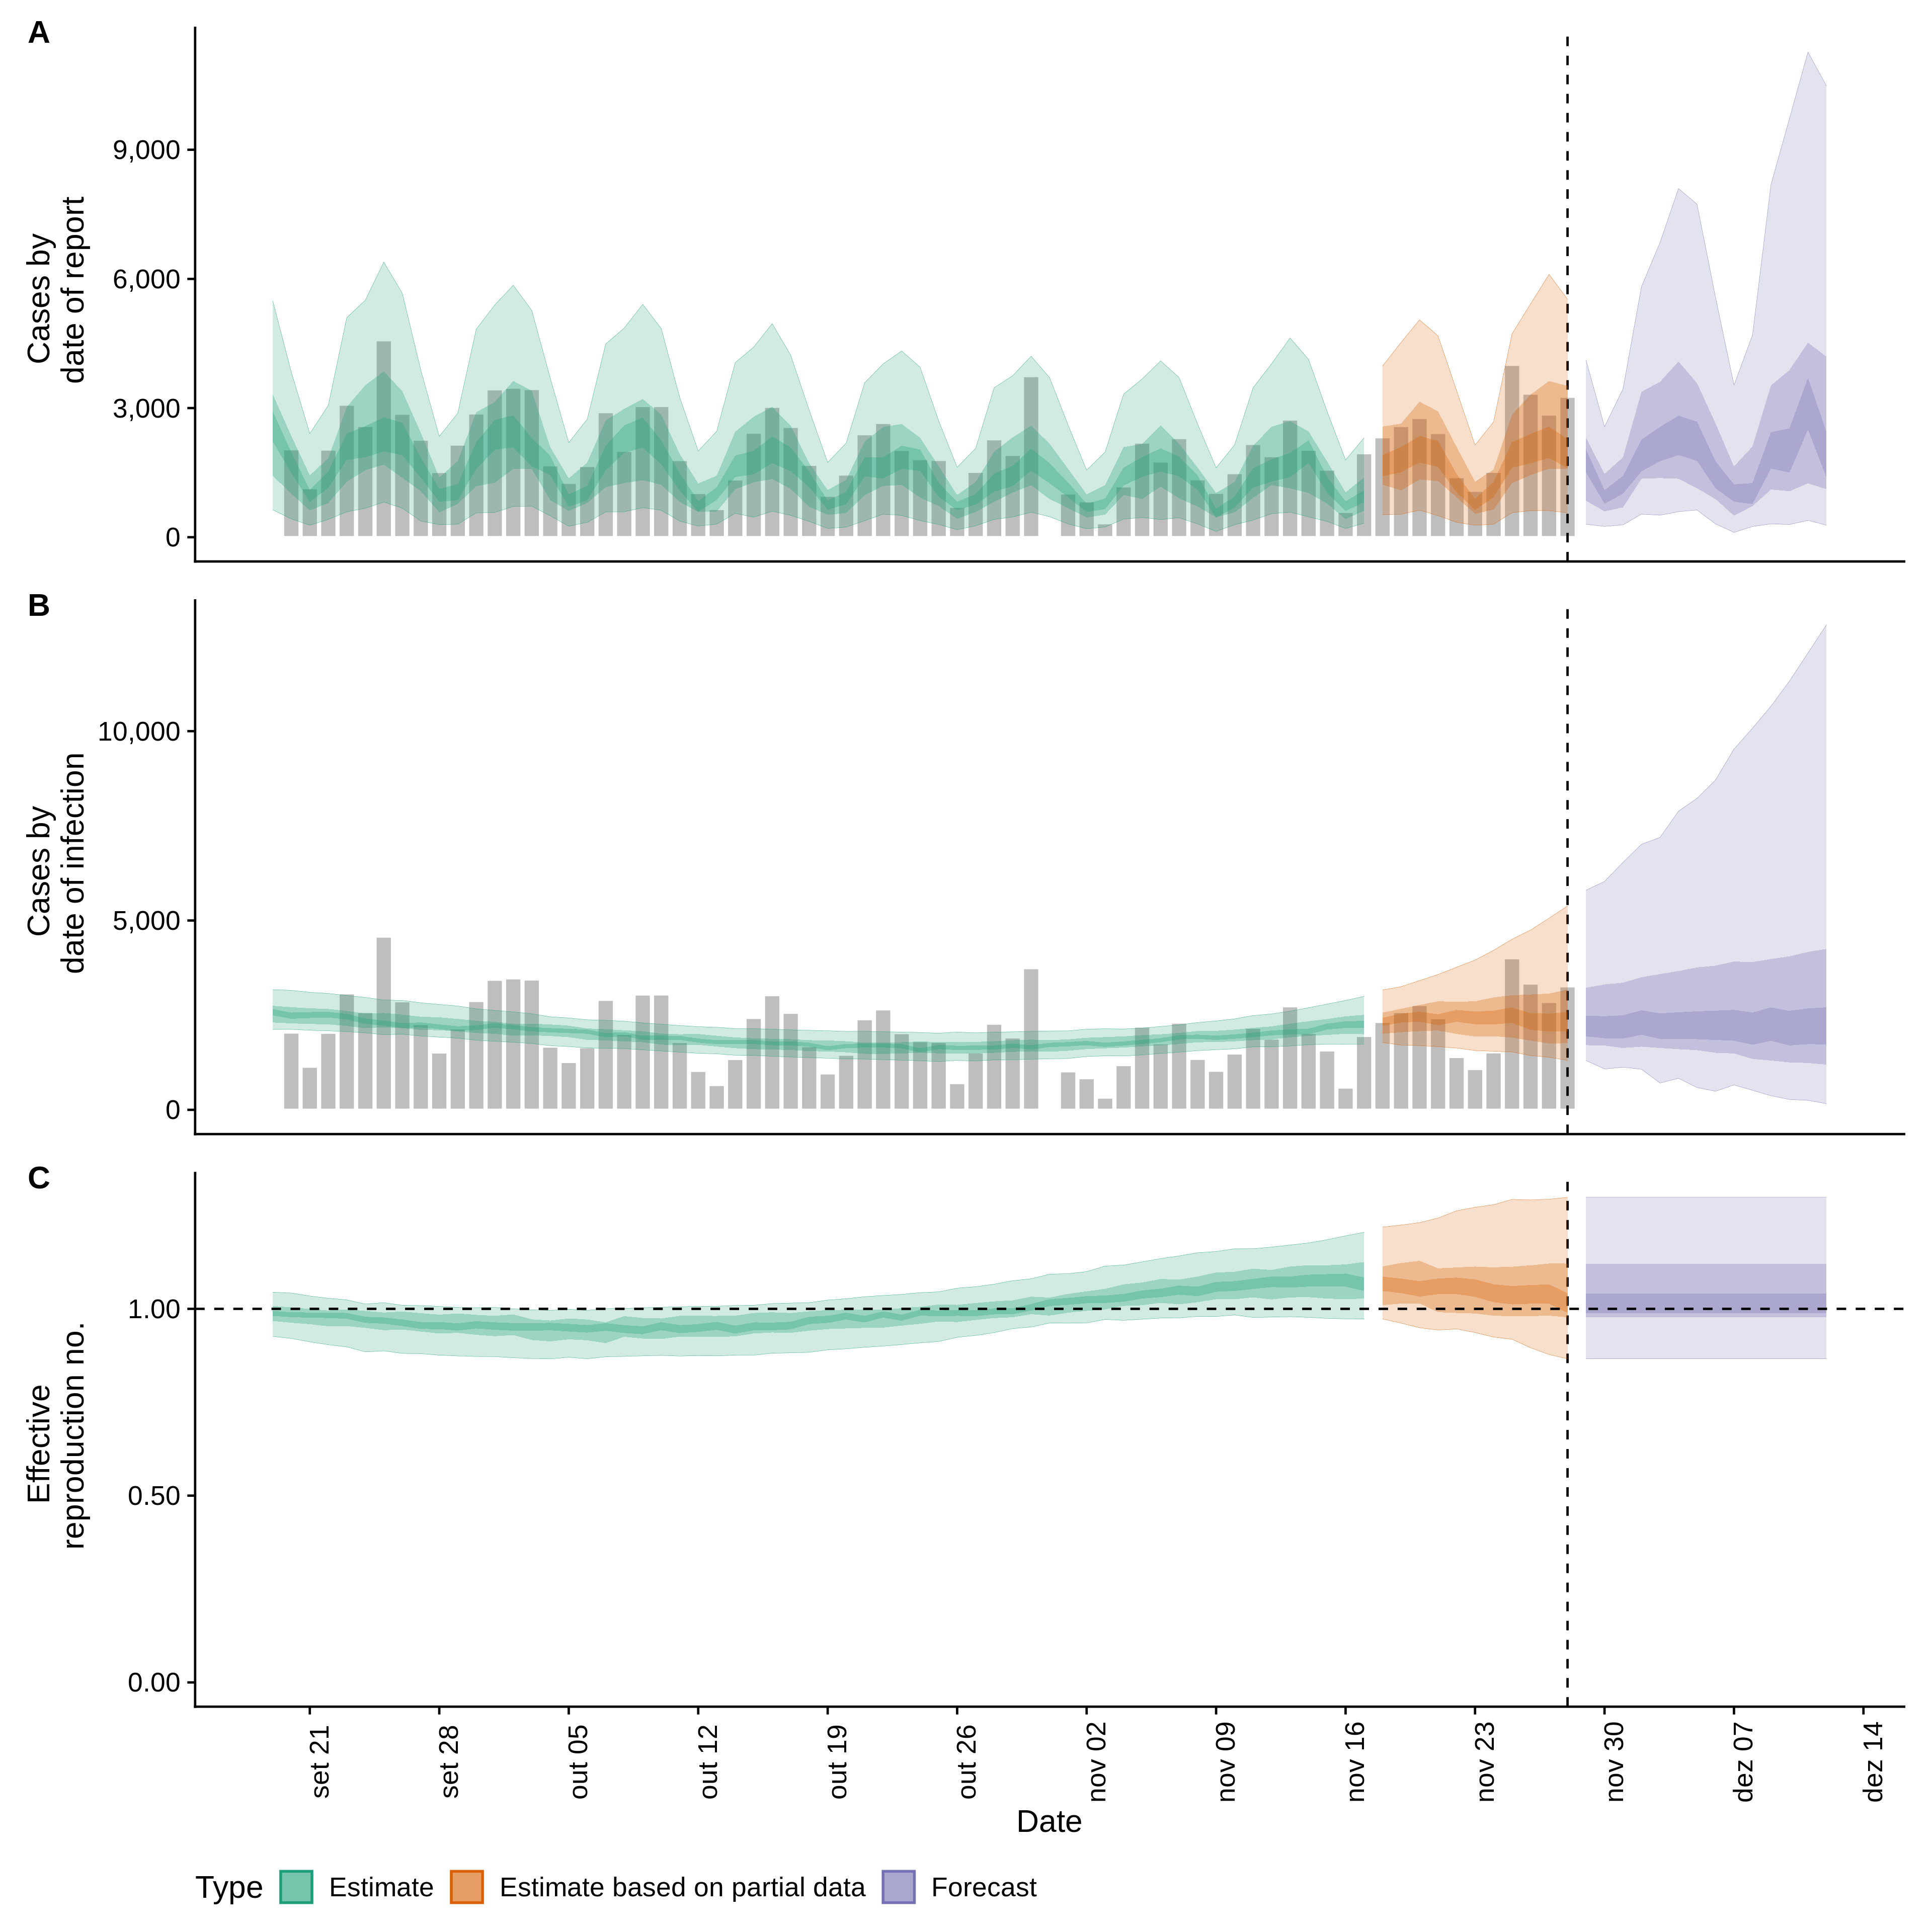 A
Cases by
date of report
9,000
6,000
3,000
0
B
Cases by
date of infection
10,000
5,000
0
C
Effective
reproduction no.
1.00
0.50
0.00
set 21
set 28
out 05
out 12
out 19
out 26
nov 02
nov 09
nov 16
nov 23
nov 30
dez 07
dez 14
Date
Type Estimate Estimate based on partial data Forecast